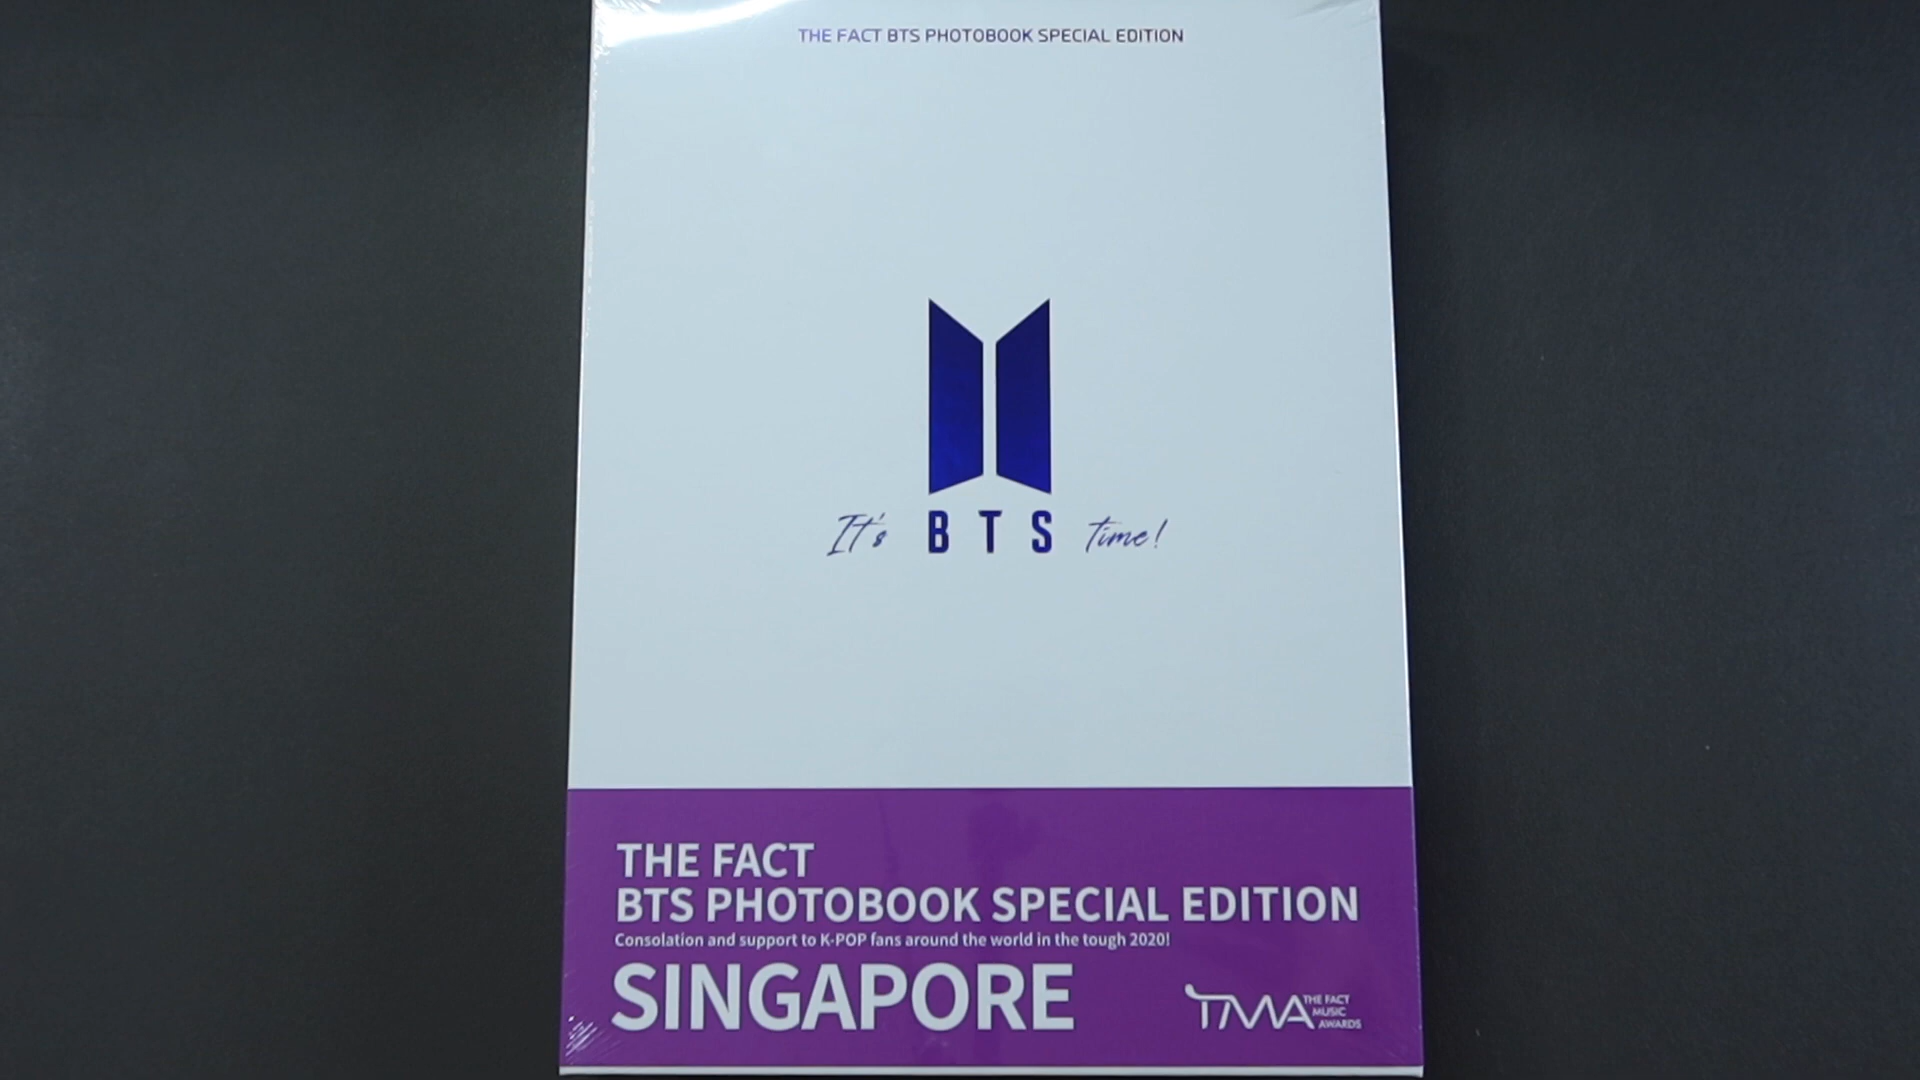 THE FACT BTS PHOTOBOOK SPECIAL EDITION
It's BTS time!
THE FACT
BTS PHOTOBOOK SPECIAL EDITION
Consolation and support to K-POP fans around the world in the tough 2020!
SINGAPORE
TMA THE FACT
MUSIC
AWARDS